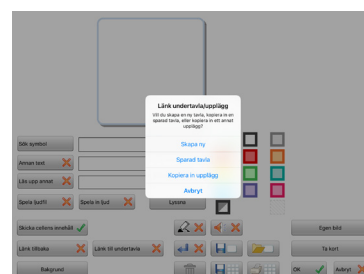 Länk undertavla/upplägg
Vill du skapa en ny tavla, kopiera in en
sparad tavla, eller kopiera in ett annat
upplägg?
Skapa ny
Sparad tavla
Kopiera in upplägg
Avbryt
Sök symbol
Annan text
Läs upp annat
Spela ljudfil
Spela in ljud
Lyssna
Skicka cellens innehåll
Egen bild
Länk tillbaka
Länk till undertavla
Ta kort
Bakgrund
OK
Avbryt